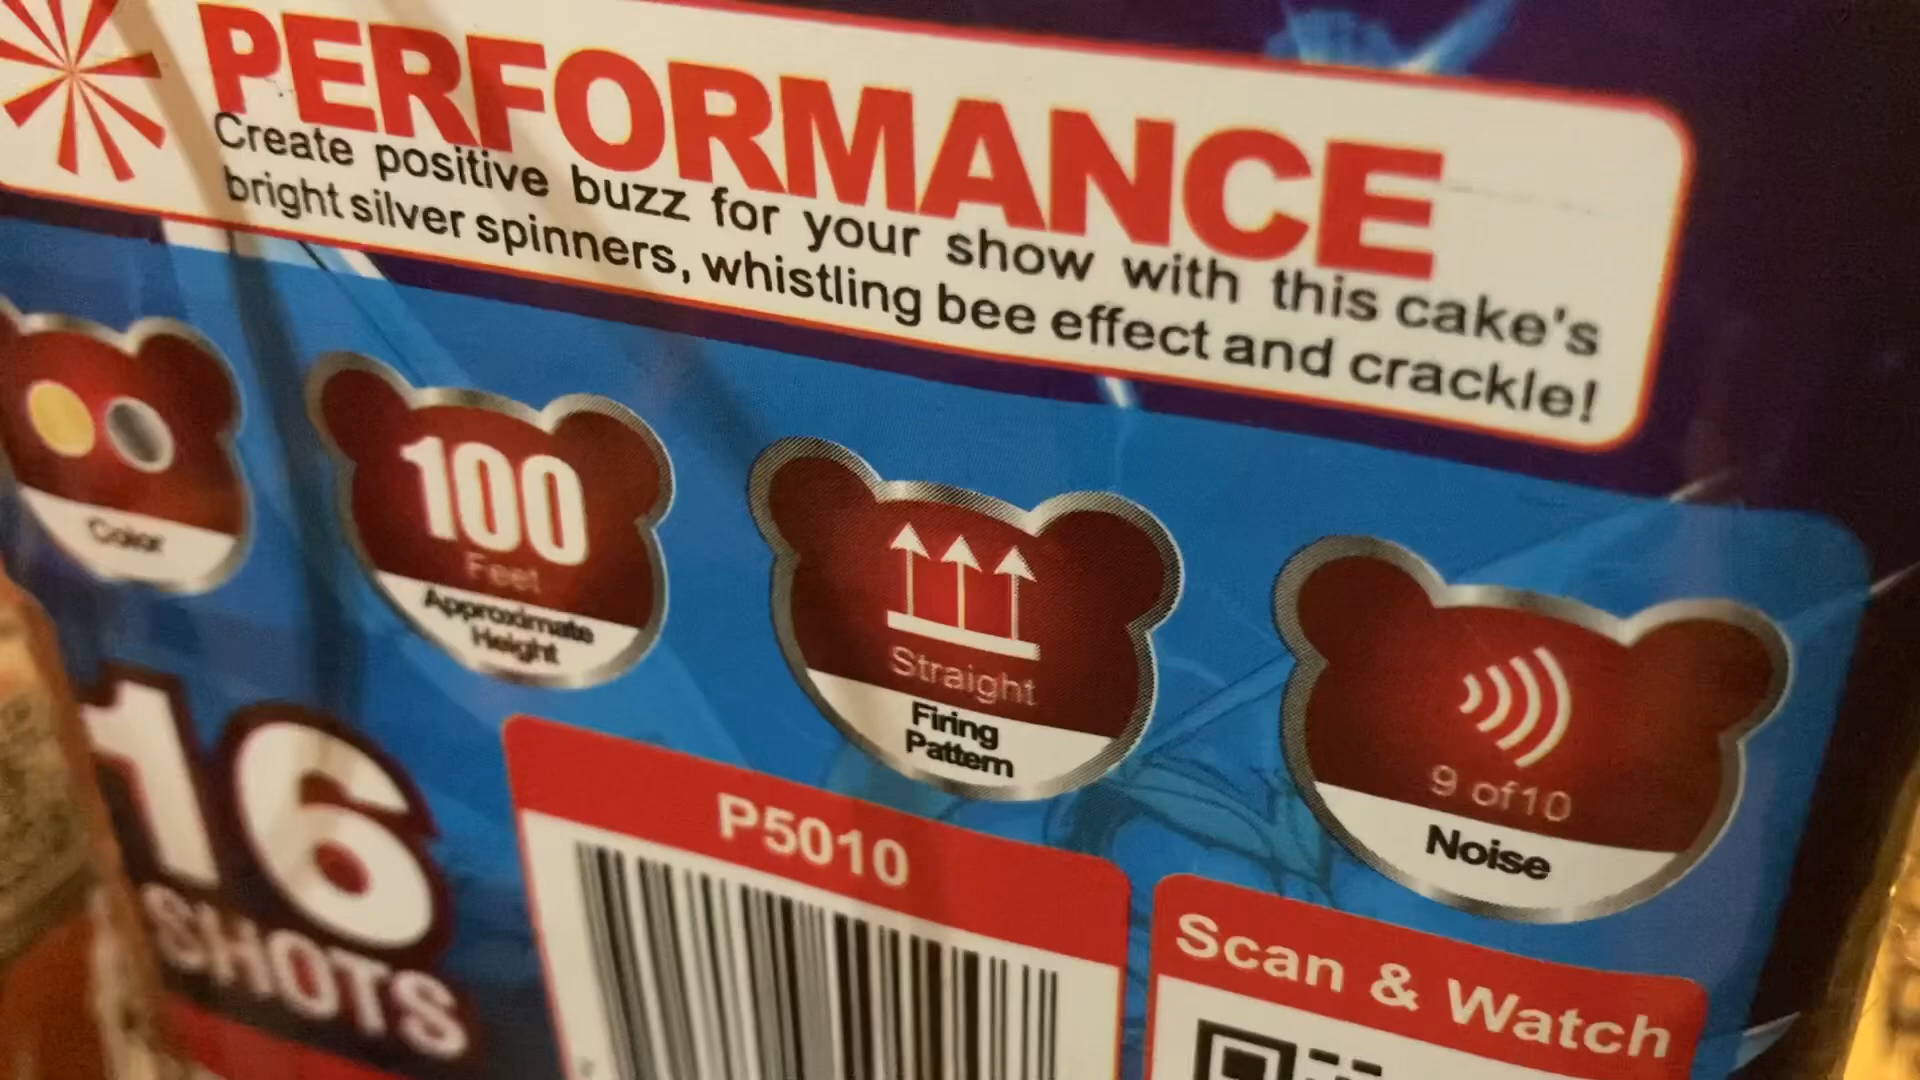 PERFORMANCE
Create positive buzz for your show with this cake's
bright silver spinners, whistling bee effect and crackle!
Color
100
Feet
Approximate
Height
Straight
Firing
Pattern
9 of 10
Noise
16
SHOTS
P5010
Scan & Watch